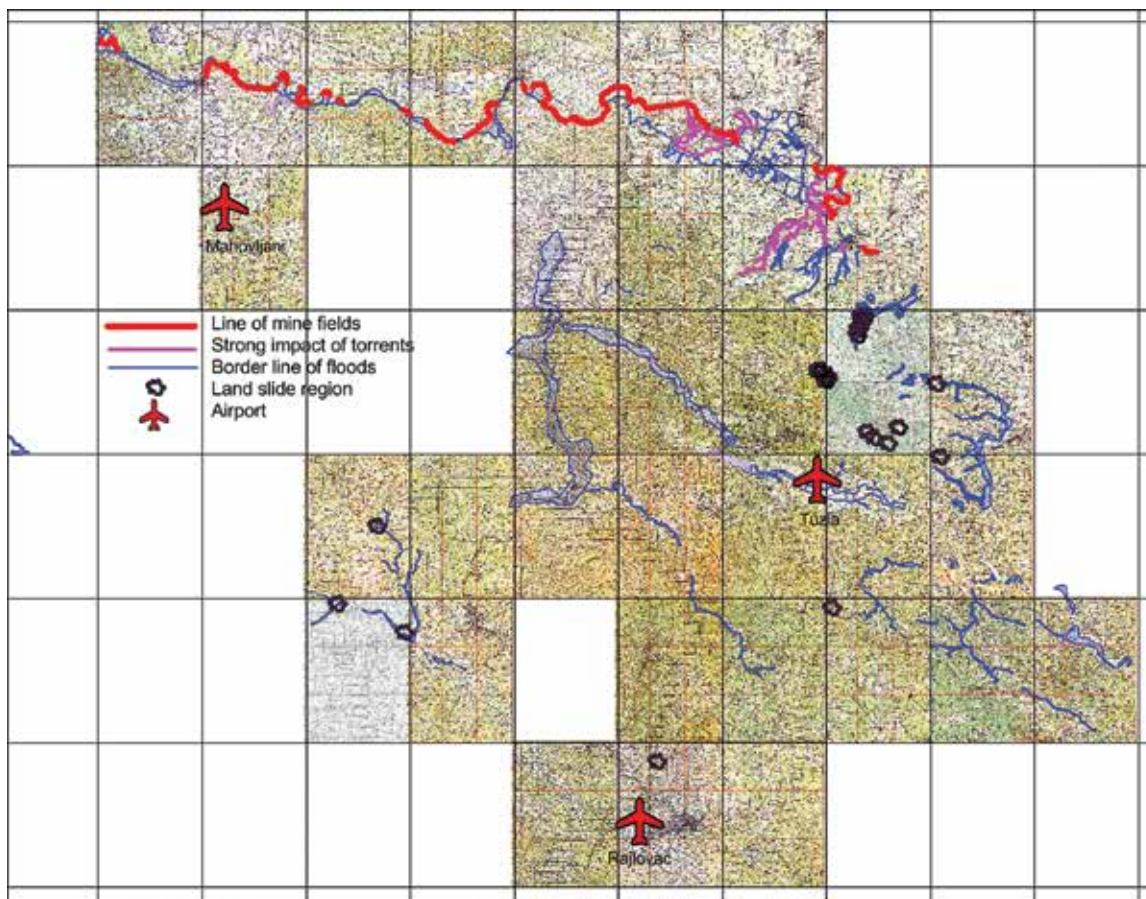 Mahovljani
Line of mine fields
Strong impact of torrents
Border line of floods
Land slide region
Airport
Tuzla
Rajlovac